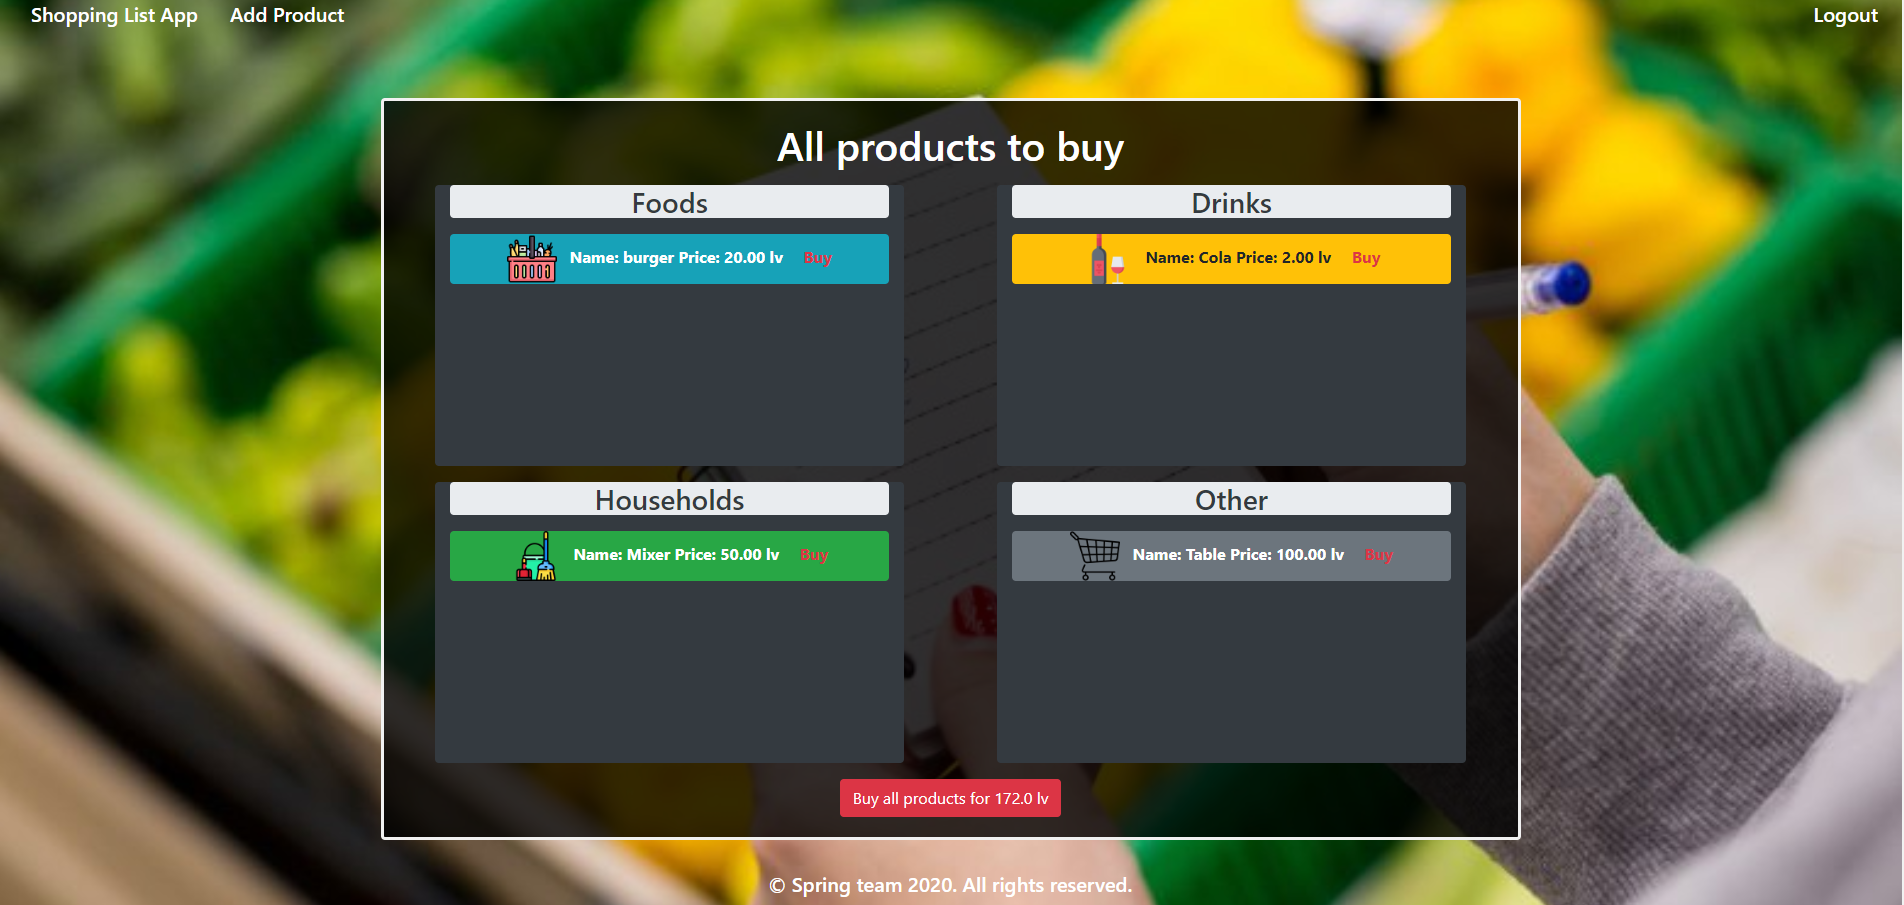 Shopping List App Add Product Logout
All products to buy
Foods
Name: burger Price: 20.00 lv Buy
Drinks
Name: Cola Price: 2.00 lv Buy
Households
Name: Mixer Price: 50.00 lv Buy
Other
Name: Table Price: 100.00 lv Buy
Buy all products for 172.0 lv
© Spring team 2020. All rights reserved.